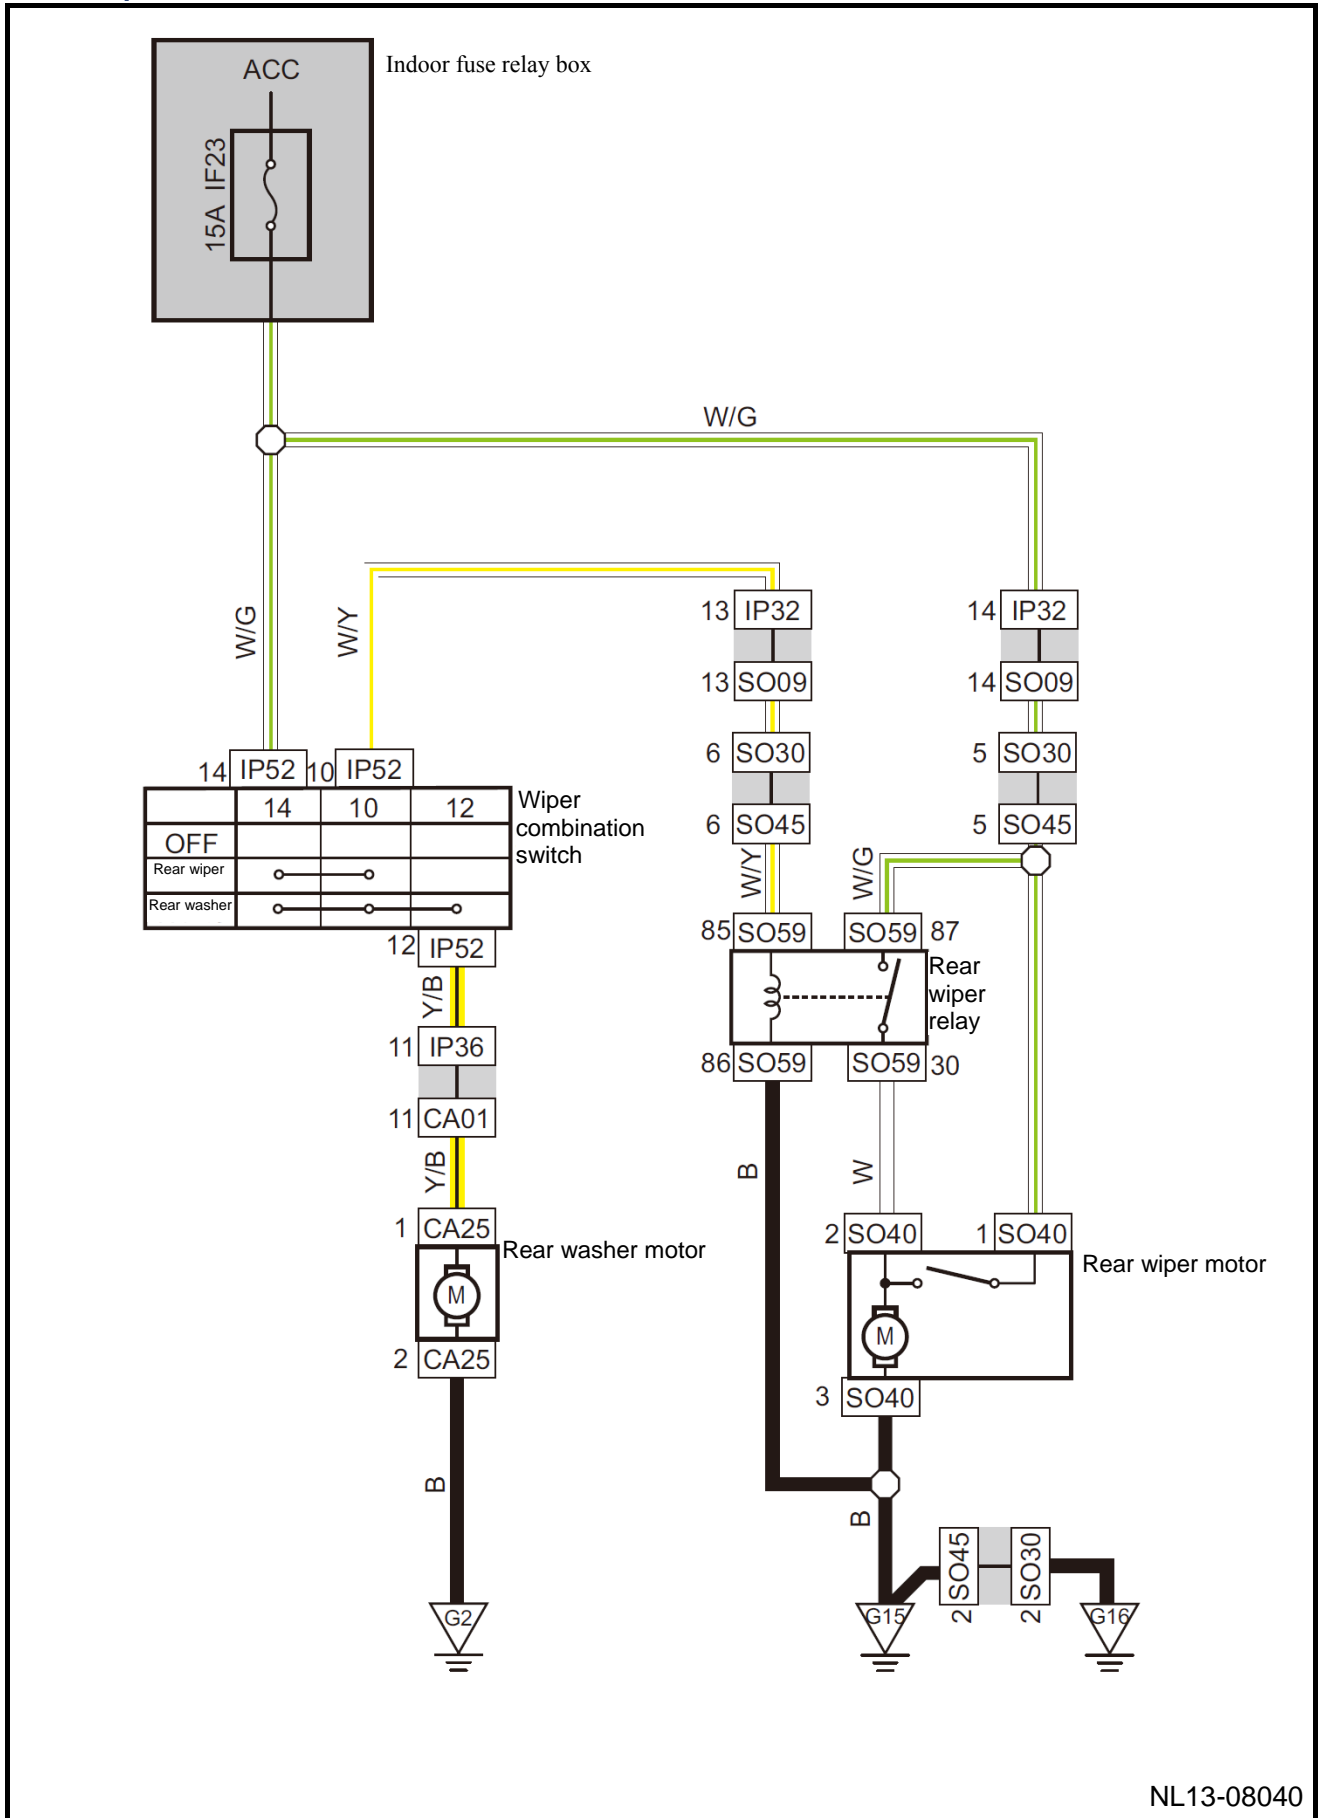 ACC
Indoor fuse relay box
15A IF23
W/G
W/G
W/Y
13 IP32
14 IP32
13 SO09
14 SO09
6 SO30
5 SO30
6 SO45
5 SO45
14 IP52
10 IP52
14 10 12
OFF
Rear wiper
Rear washer
Wiper
combination
switch
W/Y
W/G
85 SO59
SO59 87
Rear
wiper
relay
86 SO59
SO59 30
12 IP52
Y/B
11 IP36
11 CA01
Y/B
B
W
1 CA25
Rear washer motor
M
2 CA25
2 SO40
1 SO40
Rear wiper motor
M
3 SO40
B
B
2 SO45
2 SO30
G2
G15
G16
NL13-08040